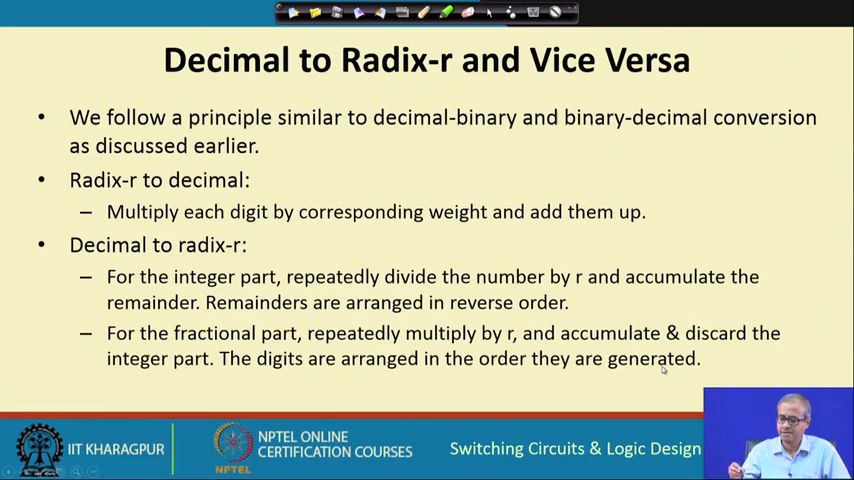 Decimal to Radix-r and Vice Versa
• We follow a principle similar to decimal-binary and binary-decimal conversion
as discussed earlier.
• Radix-r to decimal:
– Multiply each digit by corresponding weight and add them up.
• Decimal to radix-r:
– For the integer part, repeatedly divide the number by r and accumulate the
remainder. Remainders are arranged in reverse order.
– For the fractional part, repeatedly multiply by r, and accumulate & discard the
integer part. The digits are arranged in the order they are generated.
IIT KHARAGPUR
NPTEL
NPTEL ONLINE
CERTIFICATION COURSES
Switching Circuits & Logic Design